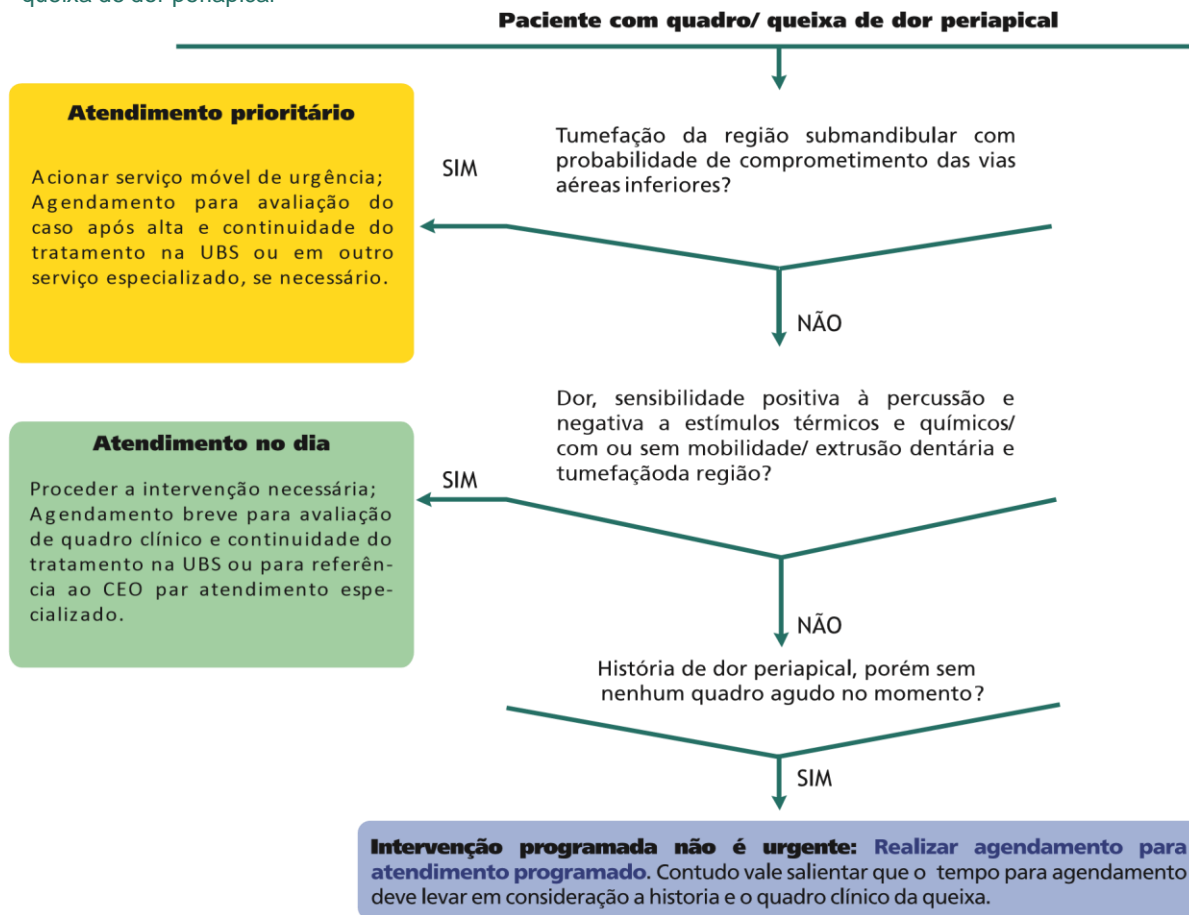 queixa de dor periapical
Paciente com quadro/ queixa de dor periapical
Atendimento prioritário
Acionar serviço móvel de urgência;
Agendamento para avaliação do
caso após alta e continuidade do
tratamento na UBS ou em outro
serviço especializado, se necessário.
SIM
Tumefação da região submandibular com
probabilidade de comprometimento das vias
aéreas inferiores?
NÃO
Atendimento no dia
Proceder a intervenção necessária;
Agendamento breve para avaliação
de quadro clínico e continuidade do
tratamento na UBS ou para referên-
cia ao CEO par atendimento espe-
cializado.
SIM
Dor, sensibilidade positiva à percussão e
negativa a estímulos térmicos e químicos/
com ou sem mobilidade/ extrusão dentária e
tumefaçãoda região?
NÃO
História de dor periapical, porém sem
nenhum quadro agudo no momento?
SIM
Intervenção programada não é urgente: Realizar agendamento para
atendimento programado. Contudo vale salientar que o tempo para agendamento
deve levar em consideração a historia e o quadro clínico da queixa.